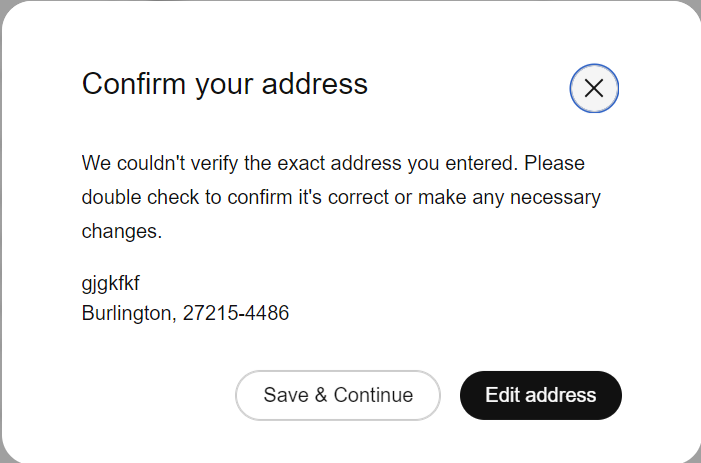 Confirm your address
We couldn't verify the exact address you entered. Please
double check to confirm it's correct or make any necessary
changes.
gjgkfkf
Burlington, 27215-4486
Save & Continue
Edit address